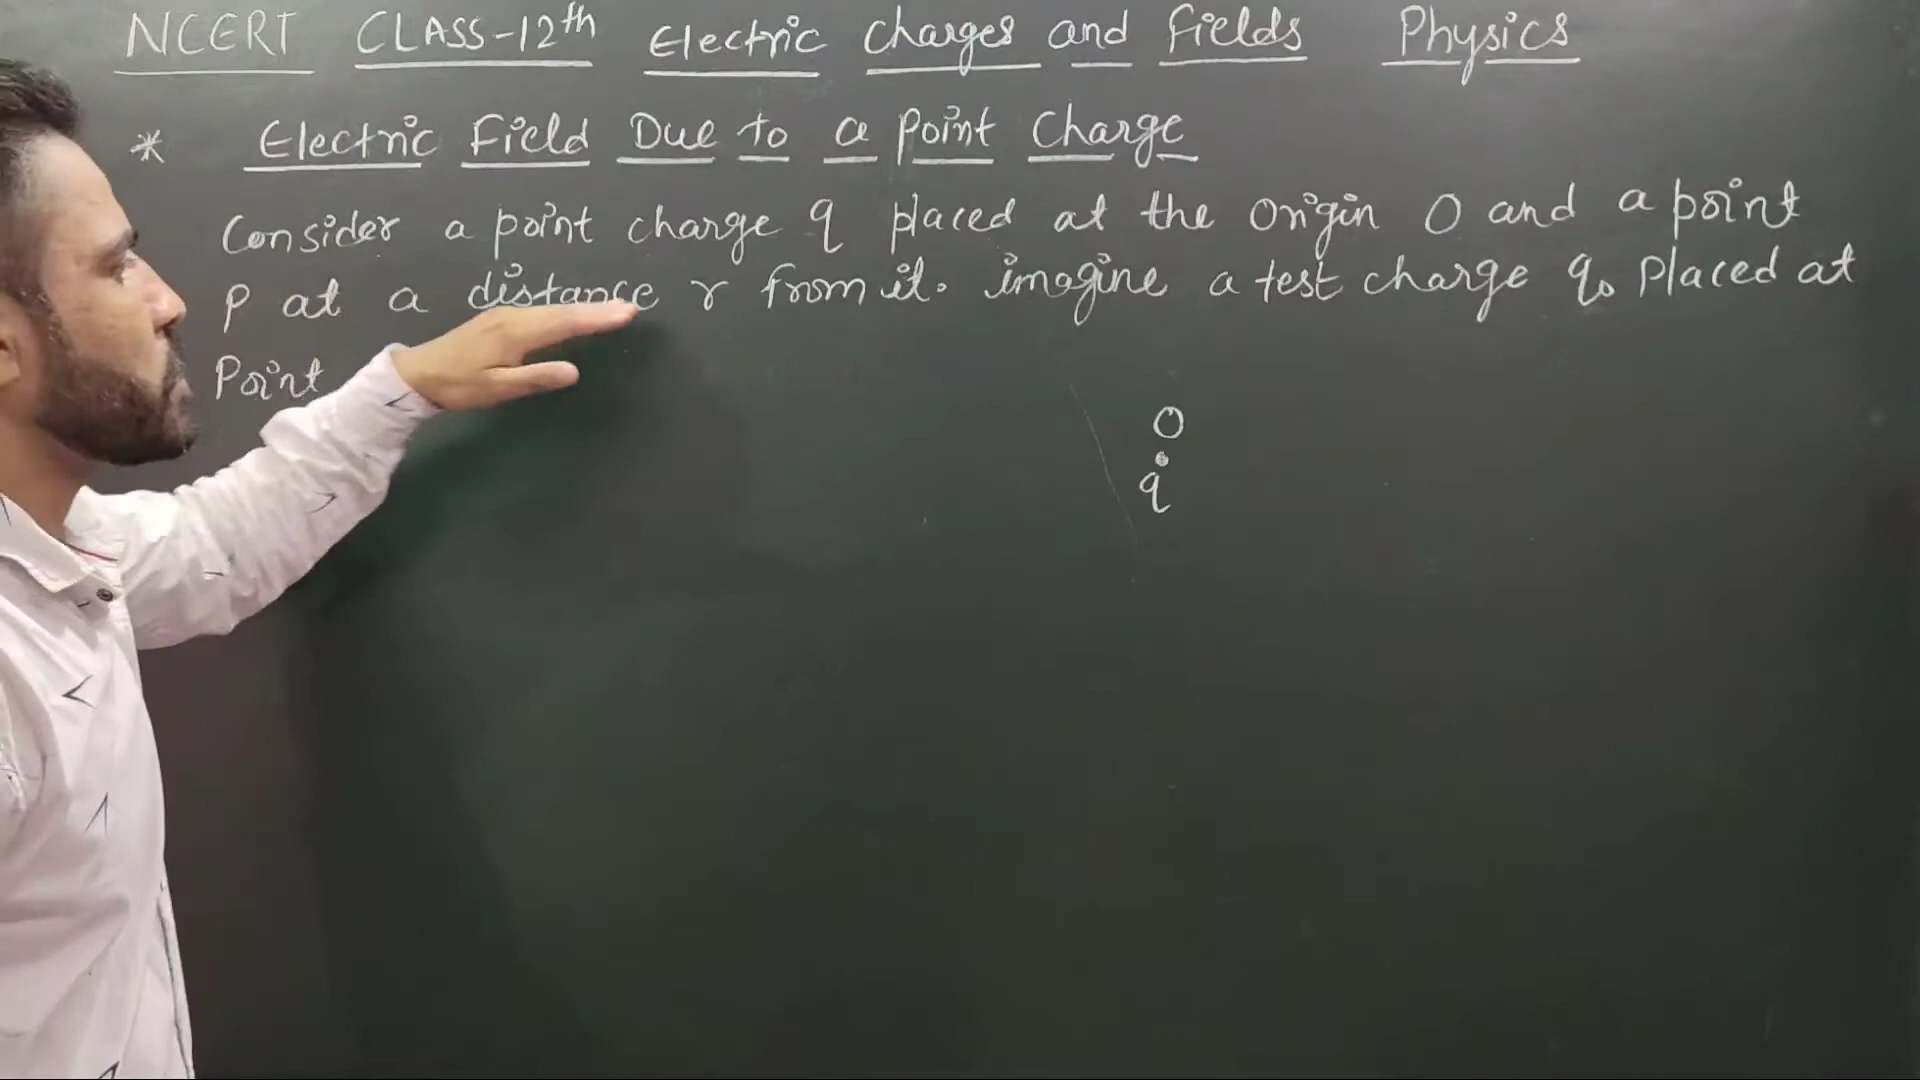 NCERT CLASS-12th Electric Charges and Fields Physics
* Electric Field Due to a Point Charge
Consider a point charge q placed at the origin O and a point
P at a distance r from it. imagine a test charge q₀ Placed at
Point
O
q